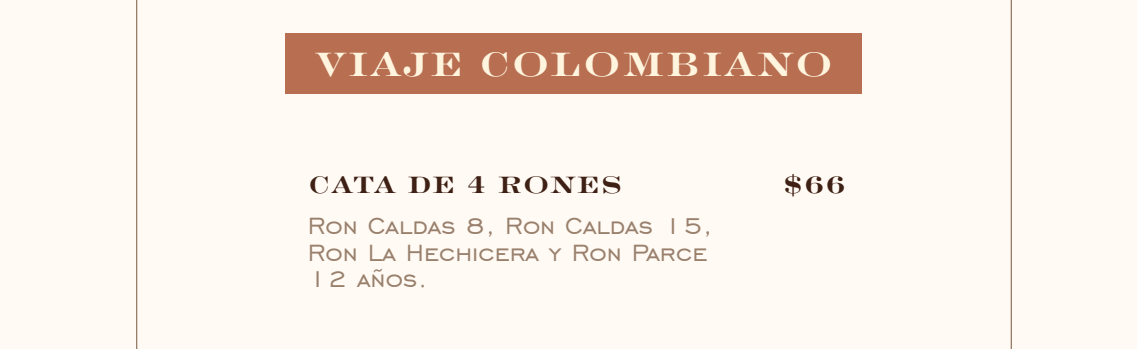 VIAJE COLOMBIANO
CATA DE 4 RONES $66
Ron Caldas 8, Ron Caldas 15,
Ron La Hechicera y Ron Parce
12 años.